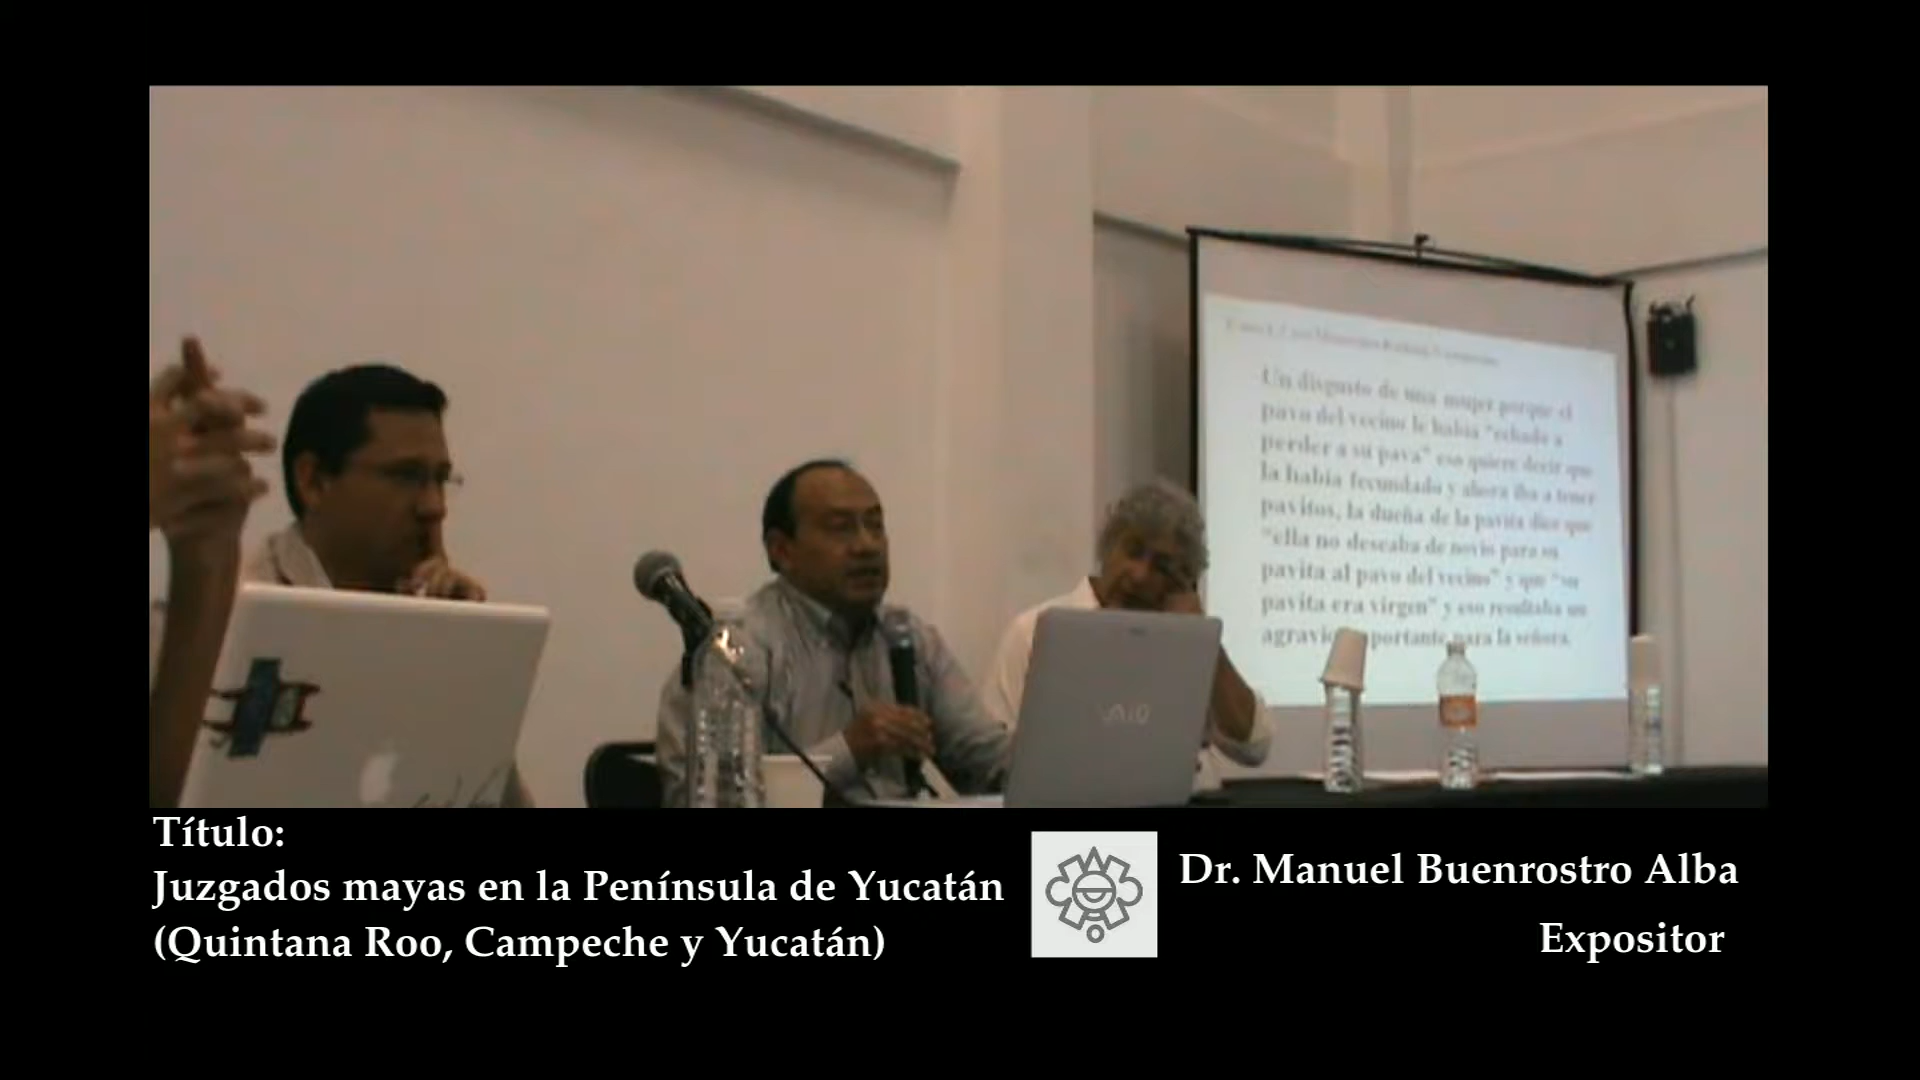 Un disgusto de una mujer porque el
pavo del vecino le había "echado a
perder a su pava" eso quiere decir que
la había fecundado y ahora iba a tener
pavitos, la dueña de la pavita dice que
"ella no deseaba de novio para su
pavita al pavo del vecino" y que "su
pavita era virgen" y eso resultaba un
para la señora.
VAIO
Título:
Juzgados mayas en la Península de Yucatán
(Quintana Roo, Campeche y Yucatán)
Dr. Manuel Buenrostro Alba
Expositor